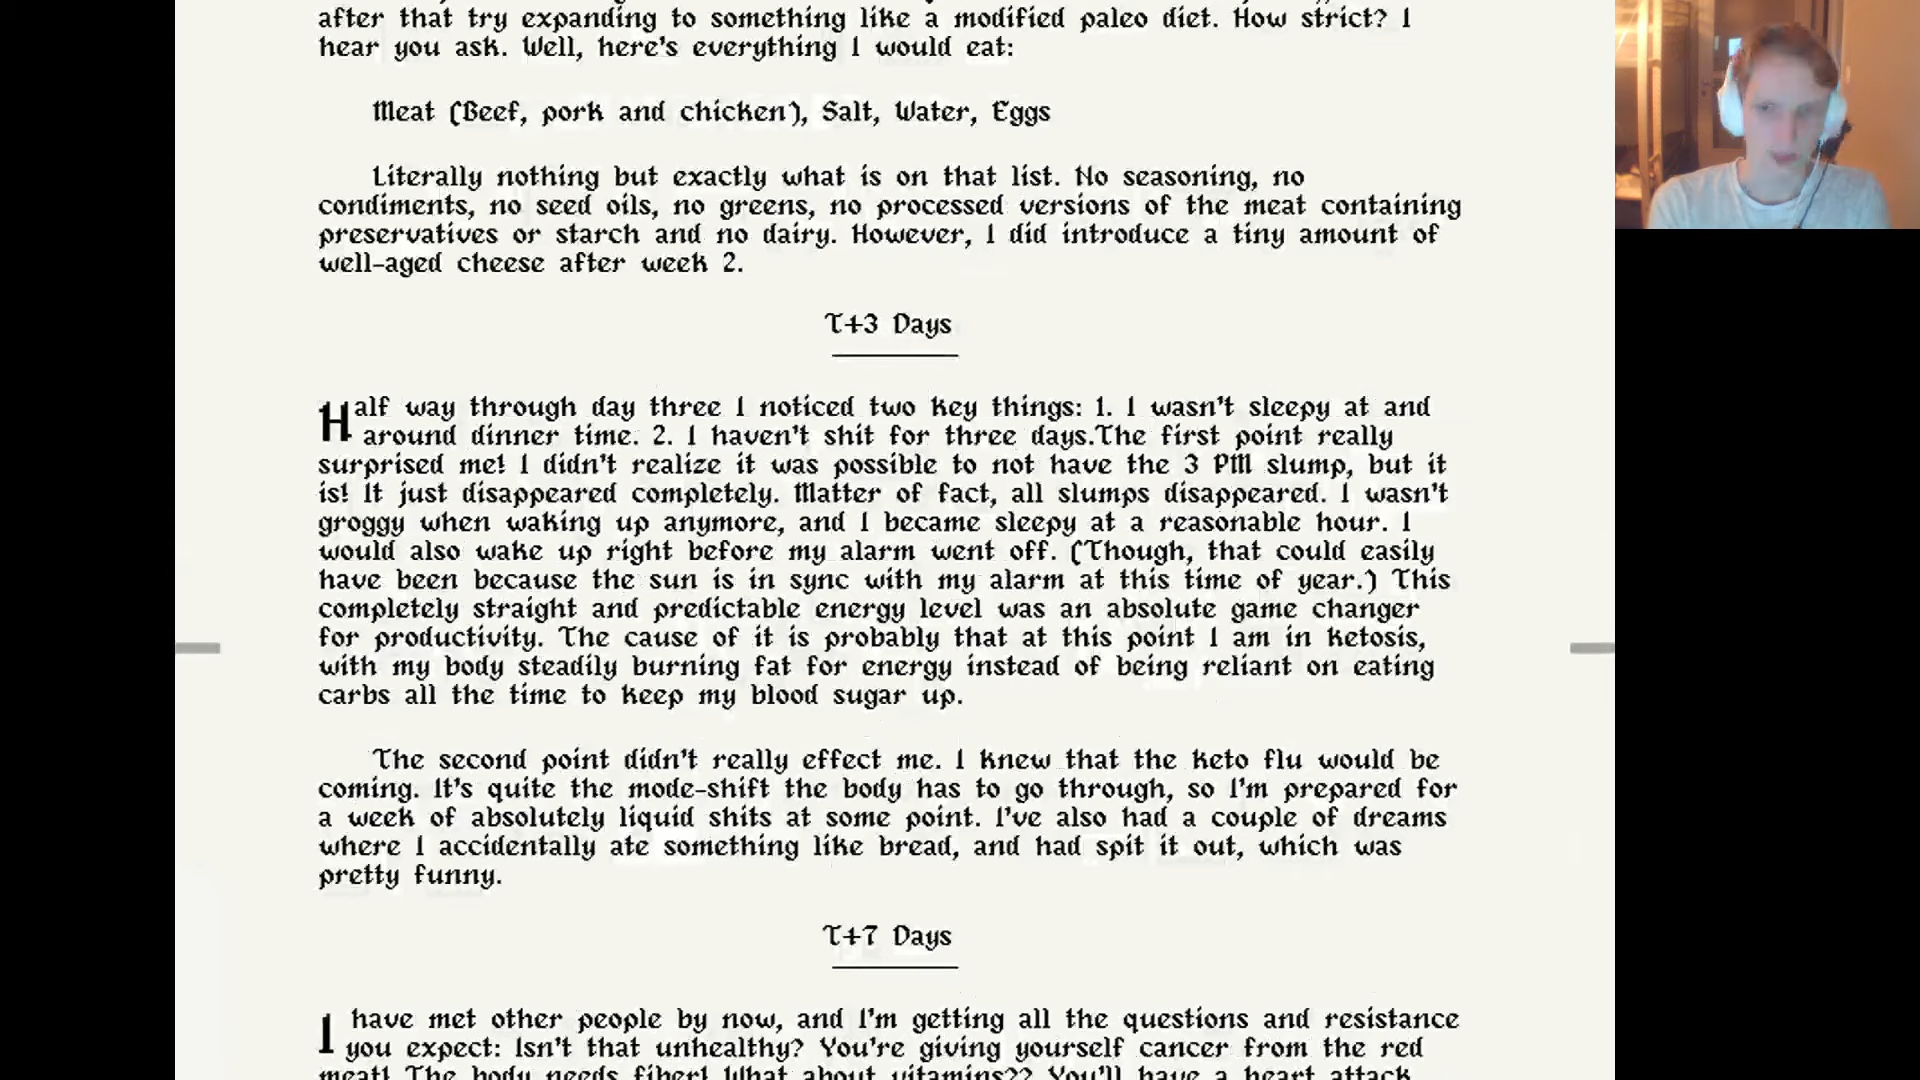 after that try expanding to something like a modified paleo diet. How strict? I
hear you ask. Well, here's everything I would eat:
Meat (Beef, pork and chicken), Salt, Water, Eggs
Literally nothing but exactly what is on that list. No seasoning, no
condiments, no seed oils, no greens, no processed versions of the meat containing
preservatives or starch and no dairy. However, I did introduce a tiny amount of
well-aged cheese after week 2.
T+3 Days
Half way through day three I noticed two key things: 1. I wasn't sleepy at and
around dinner time. 2. I haven't shit for three days.The first point really
surprised me! I didn't realize it was possible to not have the 3 PM slump, but it
is! It just disappeared completely. Matter of fact, all slumps disappeared. I wasn't
groggy when waking up anymore, and I became sleepy at a reasonable hour. I
would also wake up right before my alarm went off. (Though, that could easily
have been because the sun is in sync with my alarm at this time of year.) This
completely straight and predictable energy level was an absolute game changer
for productivity. The cause of it is probably that at this point I am in ketosis,
with my body steadily burning fat for energy instead of being reliant on eating
carbs all the time to keep my blood sugar up.
The second point didn't really effect me. I knew that the keto flu would be
coming. It's quite the mode-shift the body has to go through, so I'm prepared for
a week of absolutely liquid shits at some point. I've also had a couple of dreams
where I accidentally ate something like bread, and had spit it out, which was
pretty funny.
T+7 Days
I have met other people by now, and I'm getting all the questions and resistance
you expect: Isn't that unhealthy? You're giving yourself cancer from the red
meat! The body needs fiber! What about vitamins?? You'll have a heart attack